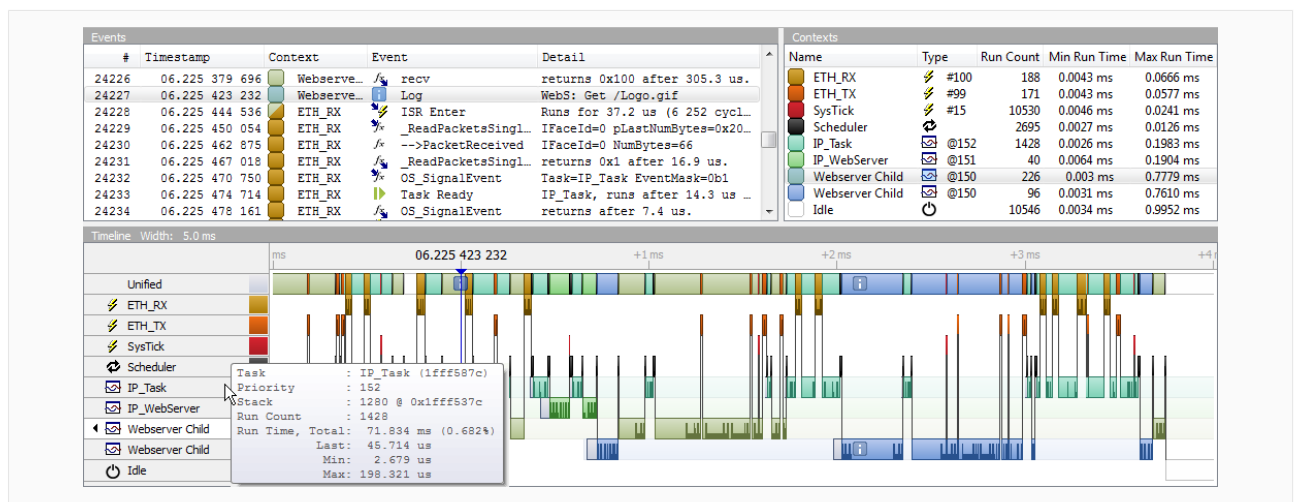 Events
# Timestamp Context Event Detail
24226 06.225 379 696 Webserve... recv returns 0x100 after 305.3 us.
24227 06.225 423 232 Webserve... Log WebS: Get /Logo.gif
24228 06.225 444 536 ETH_RX ISR Enter Runs for 37.2 us (6 252 cycl...
24229 06.225 450 054 ETH_RX _ReadPacketsSingl... IFaceId=0 pLastNumBytes=0x20...
24230 06.225 462 875 ETH_RX -->PacketReceived IFaceId=0 NumBytes=66
24231 06.225 467 018 ETH_RX _ReadPacketsSingl... returns 0x1 after 16.9 us.
24232 06.225 470 750 ETH_RX OS_SignalEvent Task=IP_Task EventMask=0b1
24233 06.225 474 714 ETH_RX Task Ready IP_Task, runs after 14.3 us ...
24234 06.225 478 161 ETH_RX OS_SignalEvent returns after 7.4 us.
Contexts
Name Type Run Count Min Run Time Max Run Time
ETH_RX #100 188 0.0043 ms 0.0666 ms
ETH_TX #99 171 0.0043 ms 0.0577 ms
SysTick #15 10530 0.0046 ms 0.0241 ms
Scheduler 2695 0.0027 ms 0.0126 ms
IP_Task @152 1428 0.0026 ms 0.1983 ms
IP_WebServer @151 40 0.0064 ms 0.1904 ms
Webserver Child @150 226 0.003 ms 0.7779 ms
Webserver Child @150 96 0.0031 ms 0.7610 ms
Idle 10546 0.0034 ms 0.9952 ms
Timeline Width: 5.0 ms
ms 06.225 423 232 +1 ms +2 ms +3 ms +4
Unified
ETH_RX
ETH_TX
SysTick
Scheduler
IP_Task
IP_WebServer
Webserver Child
Webserver Child
Idle
Task : IP_Task (1fff587c)
Priority : 152
Stack : 1280 @ 0x1fff537c
Run Count : 1428
Run Time, Total: 71.834 ms (0.682%)
Last: 45.714 us
Min: 2.679 us
Max: 198.321 us